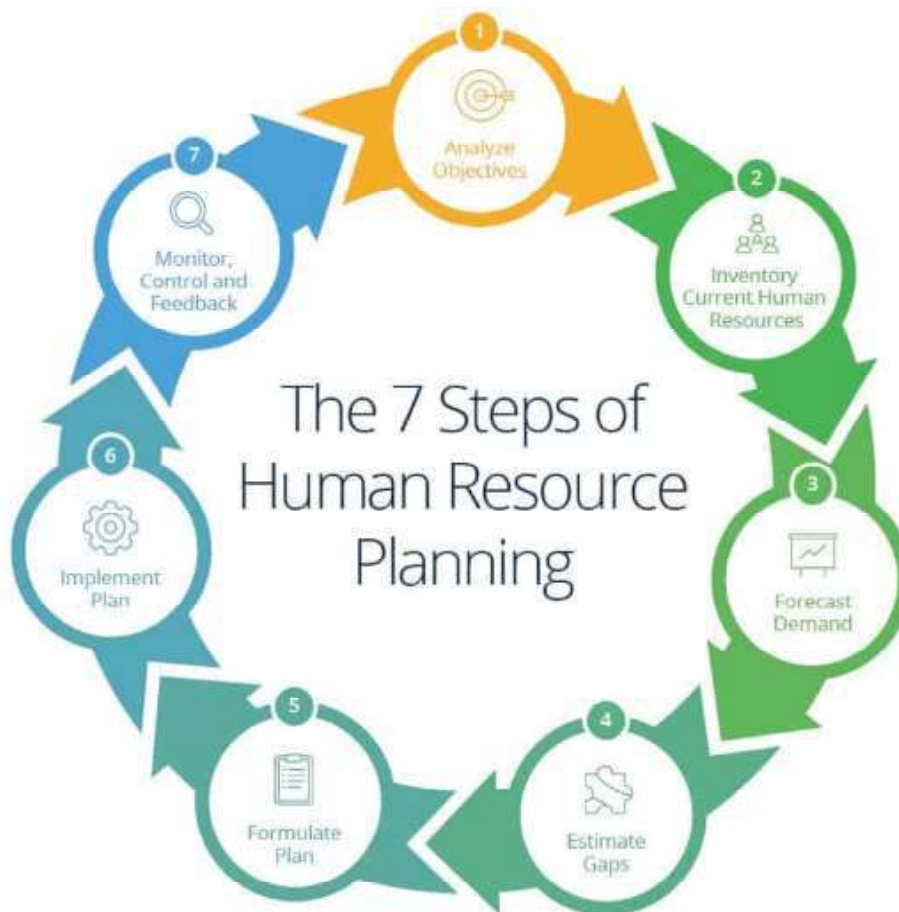 1
Analyze
Objectives
2
Inventory
Current Human
Resources
3
Forecast
Demand
4
Estimate
Gaps
5
Formulate
Plan
6
Implement
Plan
7
Monitor,
Control and
Feedback
The 7 Steps of
Human Resource
Planning